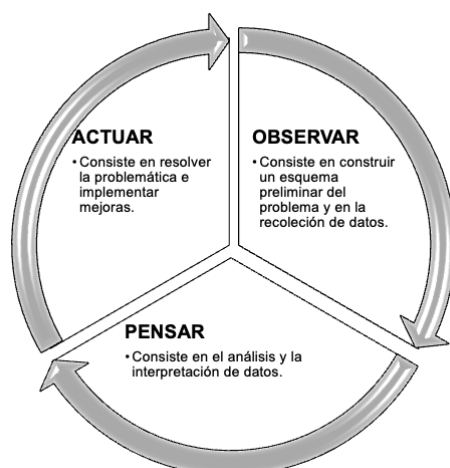 ACTUAR
• Consiste en resolver
la problemática e
implementar
mejoras.
OBSERVAR
• Consiste en construir
un esquema
preliminar del
problema y en la
recoleción de datos.
PENSAR
• Consiste en el análisis y la
interpretación de datos.